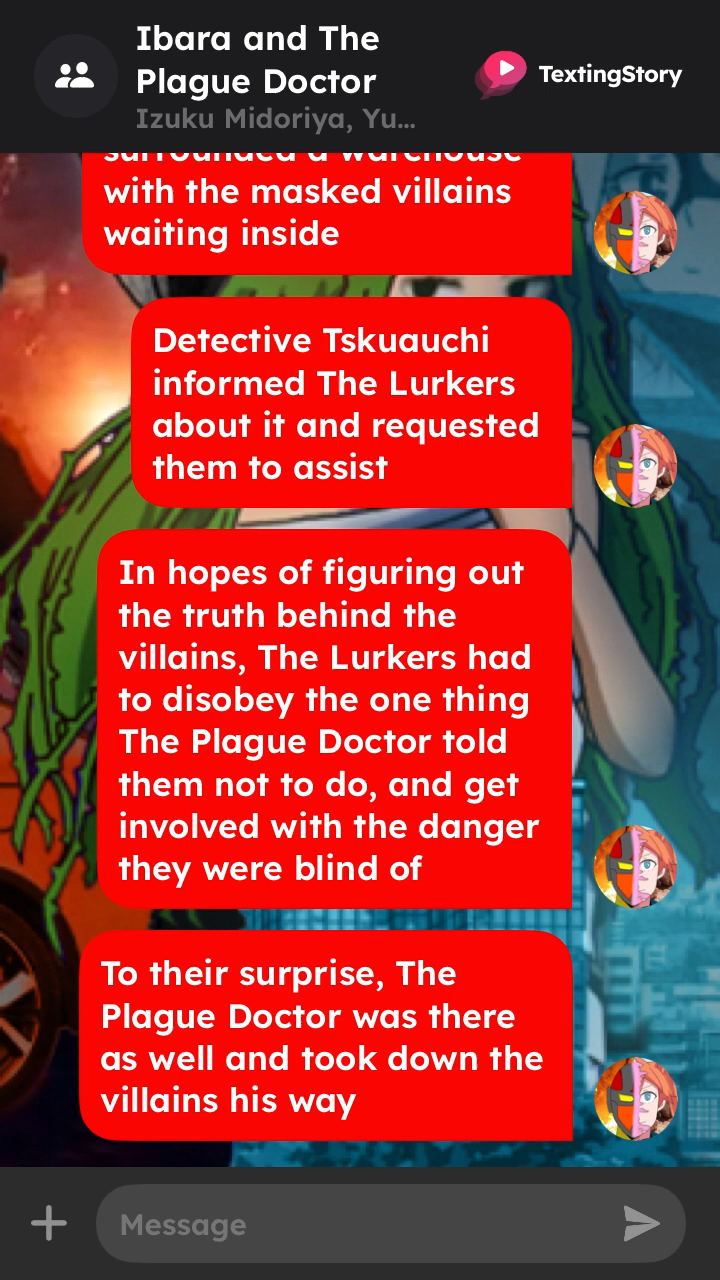 Ibara and The
Plague Doctor
Izuku Midoriya, Yu...
TextingStory
surrounded a warehouse
with the masked villains
waiting inside
Detective Tskuauchi
informed The Lurkers
about it and requested
them to assist
In hopes of figuring out
the truth behind the
villains, The Lurkers had
to disobey the one thing
The Plague Doctor told
them not to do, and get
involved with the danger
they were blind of
To their surprise, The
Plague Doctor was there
as well and took down the
villains his way
Message